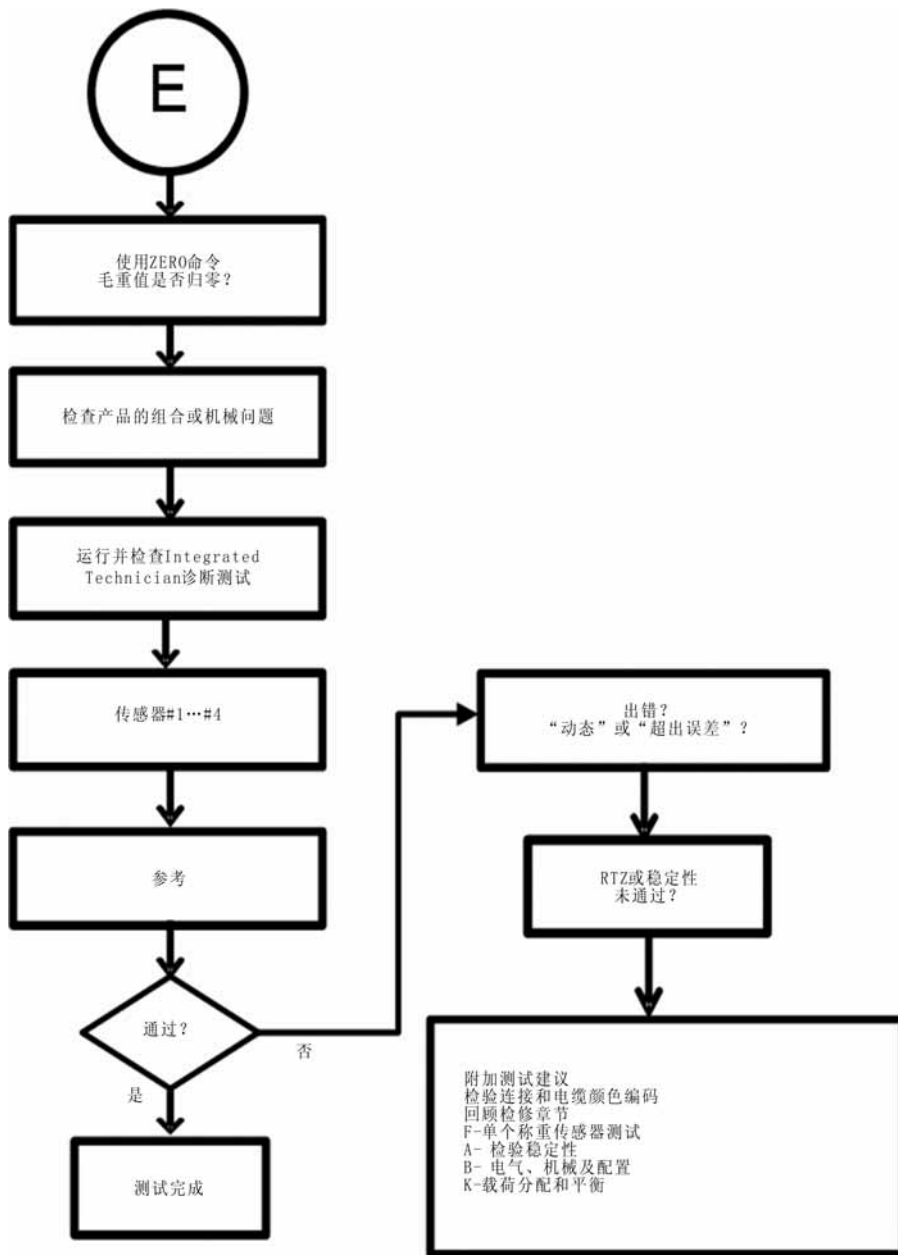 E
使用ZERO命令
毛重值是否归零?
检查产品的组合或机械问题
运行并检查Integrated
Technician诊断测试
传感器#1…#4
参考
通过?
否
是
测试完成
出错?
“动态”或“超出误差”?
RTZ或稳定性
未通过?
附加测试建议
检验连接和电缆颜色编码
回顾检修章节
F-单个称重传感器测试
A- 检验稳定性
B- 电气、机械及配置
K-载荷分配和平衡